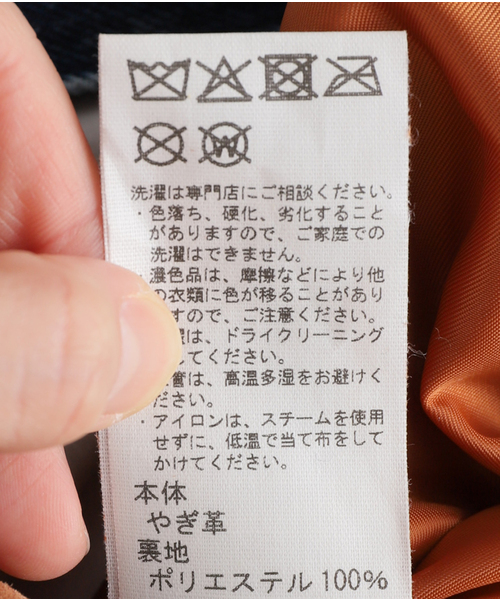 W
洗濯は専門店にご相談ください。
・色落ち、硬化、劣化すること
がありますので、ご家庭での
洗濯はできません。
・濃色品は、摩擦などにより他
の衣類に色が移ることがあり
すので、ご注意ください。
は、ドライクリーニング
してください。
管は、高温多湿をお避けく
ださい。
・アイロンは、スチームを使用
せずに、低温で当て布をして
かけてください。
本体
やぎ革
裏地
ポリエステル100%